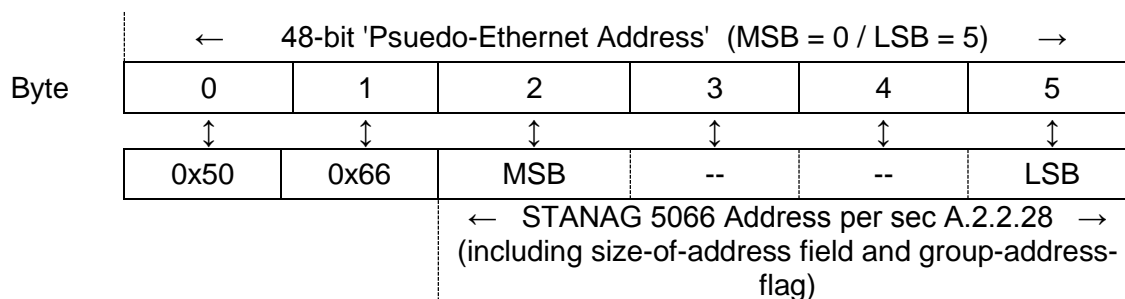 ← 48-bit 'Psuedo-Ethernet Address' (MSB = 0 / LSB = 5) →
Byte 0 1 2 3 4 5
↕ ↕ ↕ ↕ ↕ ↕
0x50 0x66 MSB -- -- LSB
← STANAG 5066 Address per sec A.2.2.28 →
(including size-of-address field and group-address-
flag)